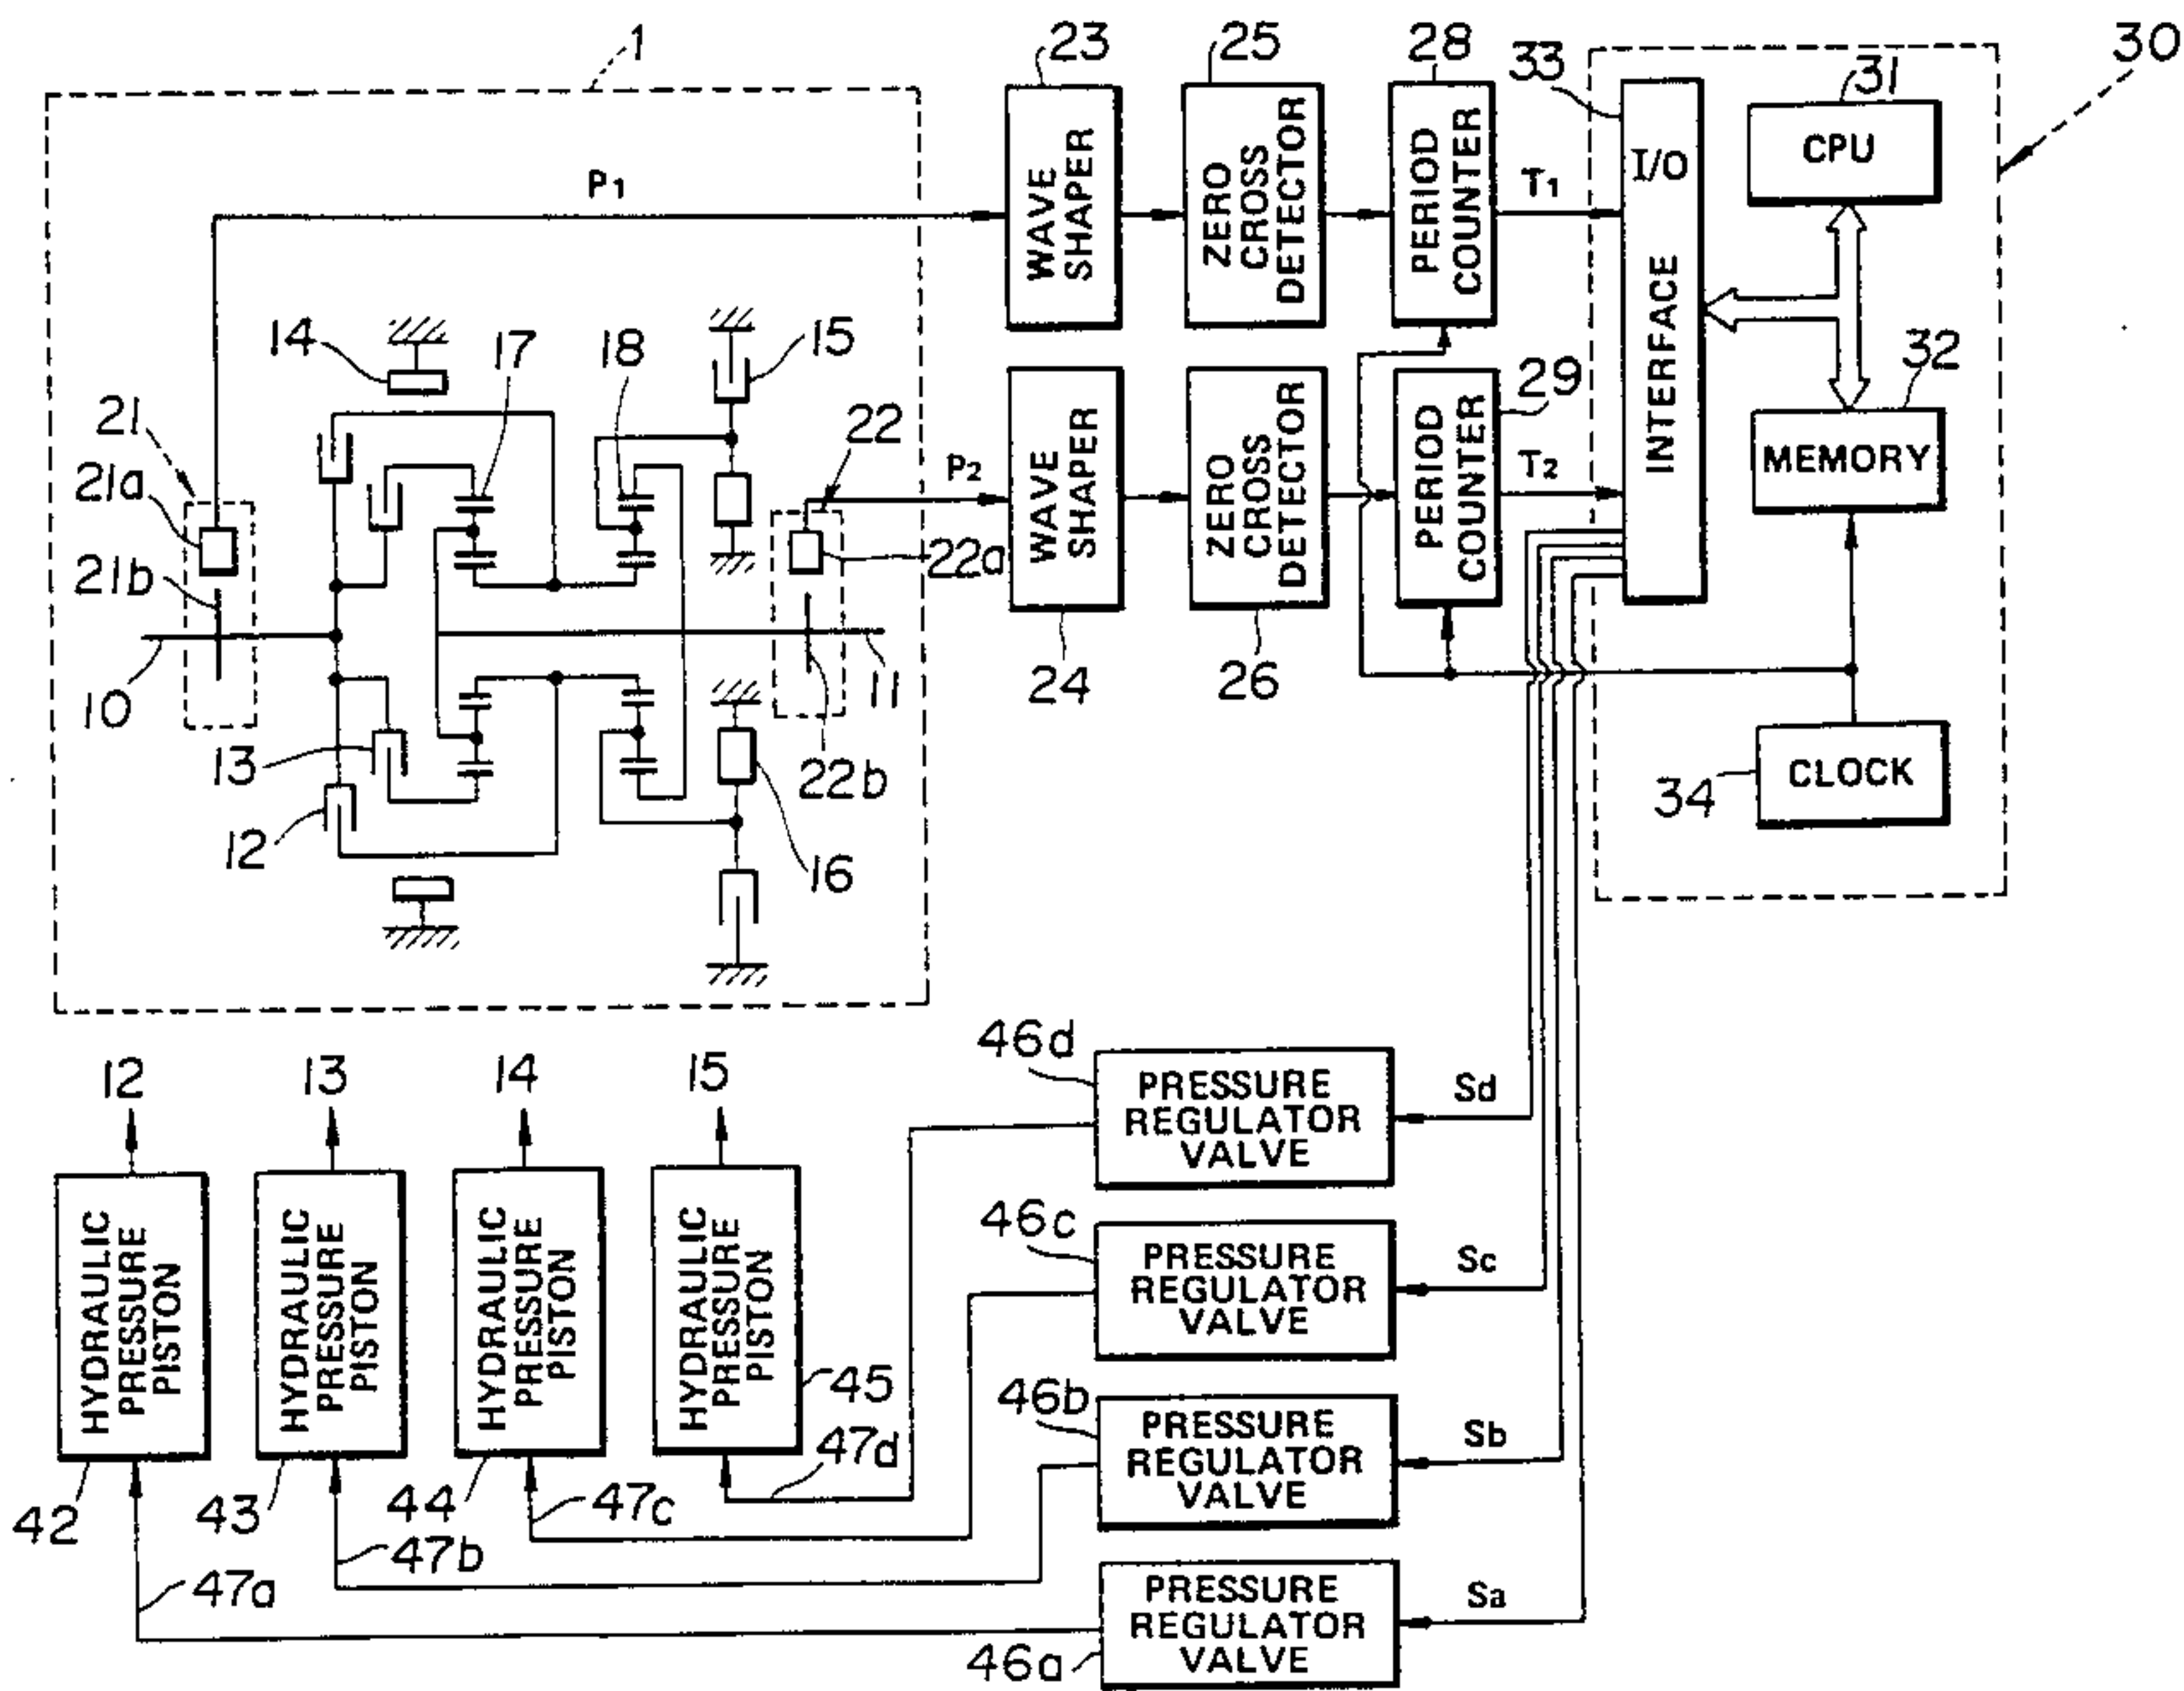 1
23
25
28
33
31
30
P1
WAVE
SHAPER
ZERO
CROSS
DETECTOR
PERIOD
COUNTER
T1
I/O
INTERFACE
CPU
14
17
18
15
32
21
21a
21b
22
22a
P2
WAVE
SHAPER
ZERO
CROSS
DETECTOR
PERIOD
COUNTER
29
T2
MEMORY
10
11
24
26
13
22b
12
16
34
CLOCK
12
13
14
15
46d
PRESSURE
REGULATOR
VALVE
Sd
HYDRAULIC
PRESSURE
PISTON
HYDRAULIC
PRESSURE
PISTON
HYDRAULIC
PRESSURE
PISTON
HYDRAULIC
PRESSURE
PISTON
46c
PRESSURE
REGULATOR
VALVE
Sc
42
43
44
45
47d
47c
47b
47a
46b
PRESSURE
REGULATOR
VALVE
Sb
46a
PRESSURE
REGULATOR
VALVE
Sa